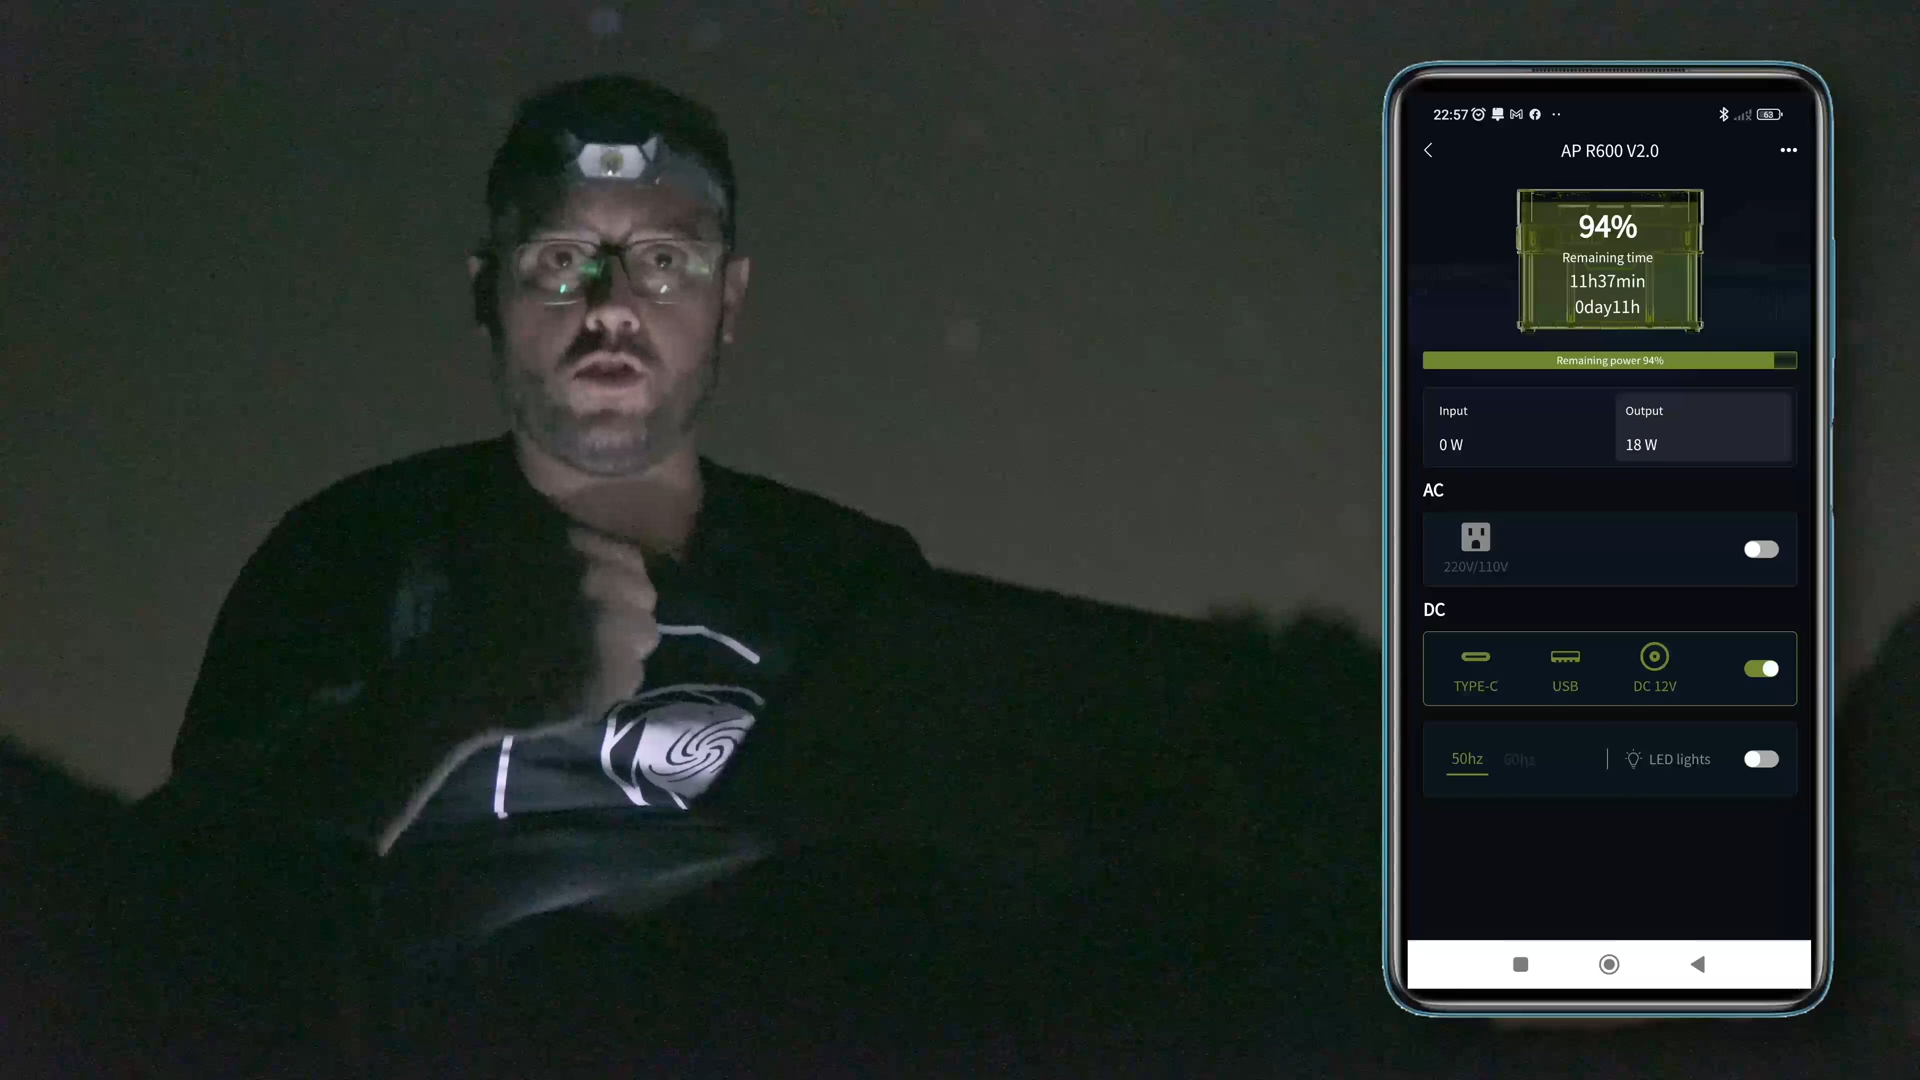 22:57
63
AP R600 V2.0
94%
Remaining time
11h37min
0day11h
Remaining power 94%
Input
Output
0 W
18 W
AC
220V/110V
DC
TYPE-C
USB
DC 12V
50hz
60hz
LED lights